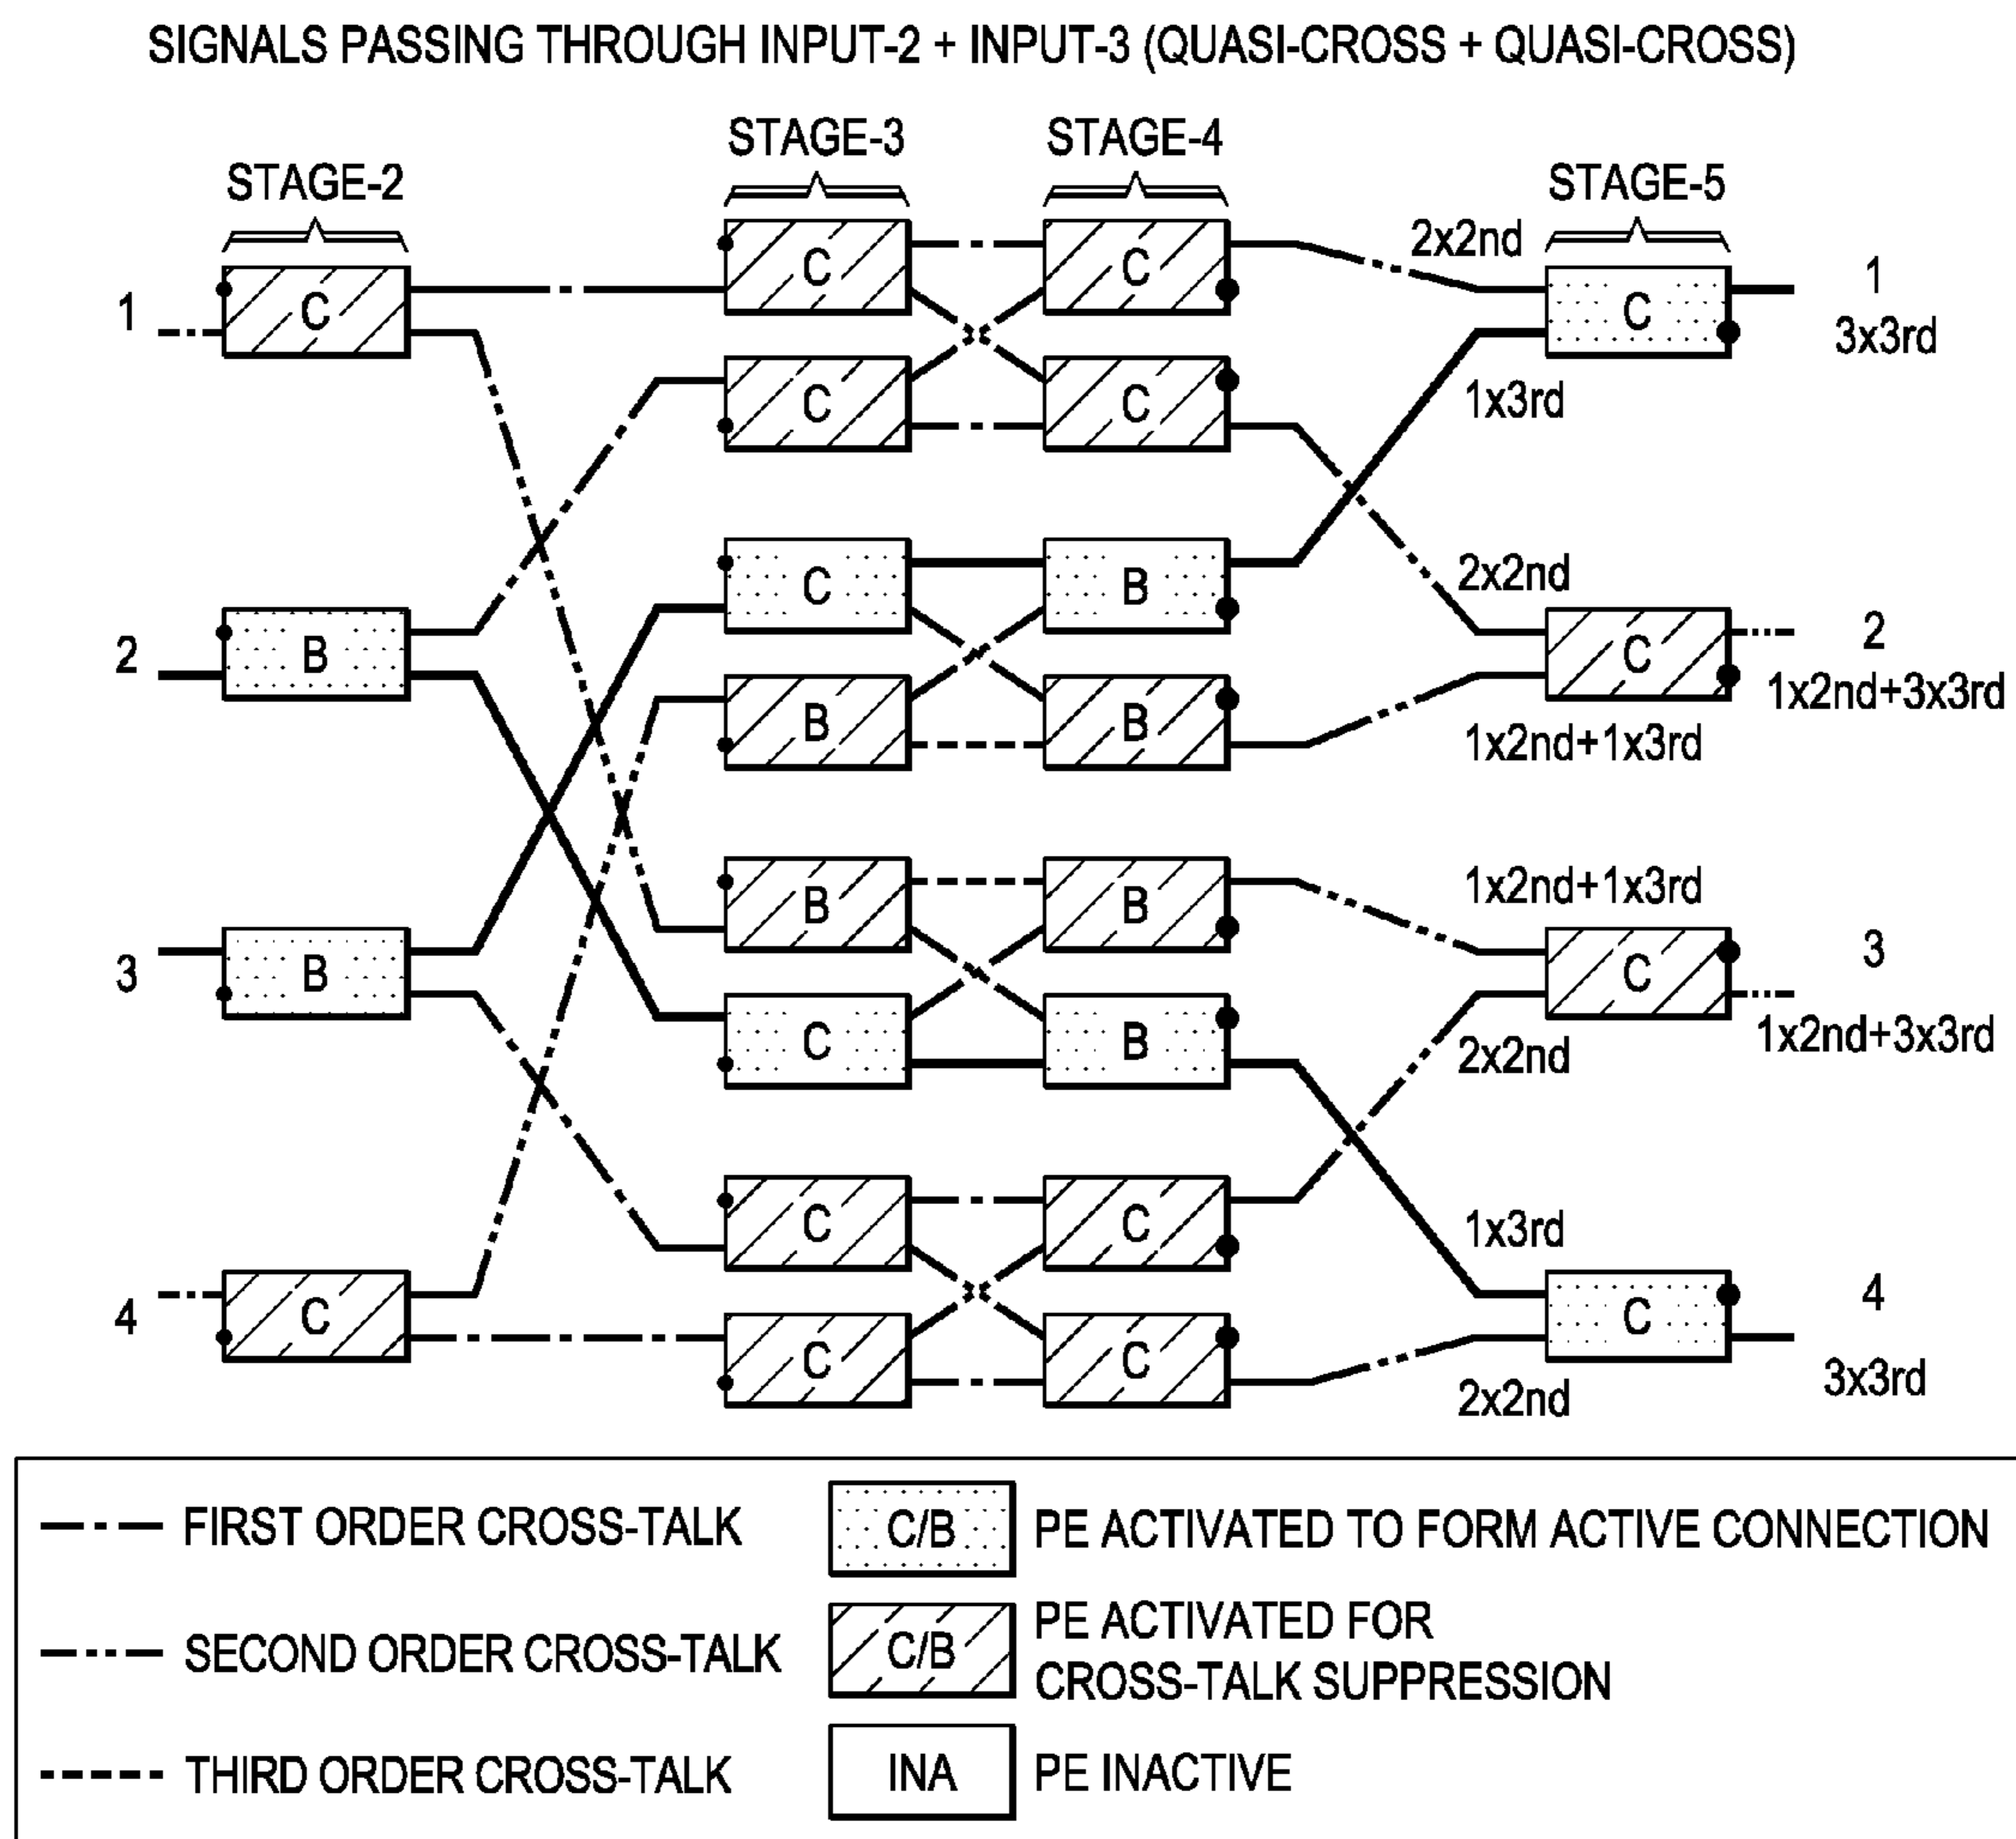 SIGNALS PASSING THROUGH INPUT-2 + INPUT-3 (QUASI-CROSS + QUASI-CROSS)
STAGE-2
STAGE-3
STAGE-4
STAGE-5
1
C
C
C
2x2nd
C
1
3x3rd
C
C
1x3rd
2
B
C
B
2x2nd
C
2
1x2nd+3x3rd
B
B
1x2nd+1x3rd
3
B
B
B
1x2nd+1x3rd
C
3
1x2nd+3x3rd
C
B
2x2nd
4
C
C
C
1x3rd
C
4
3x3rd
C
C
2x2nd
FIRST ORDER CROSS-TALK
C/B
PE ACTIVATED TO FORM ACTIVE CONNECTION
SECOND ORDER CROSS-TALK
C/B
PE ACTIVATED FOR
CROSS-TALK SUPPRESSION
THIRD ORDER CROSS-TALK
INA
PE INACTIVE